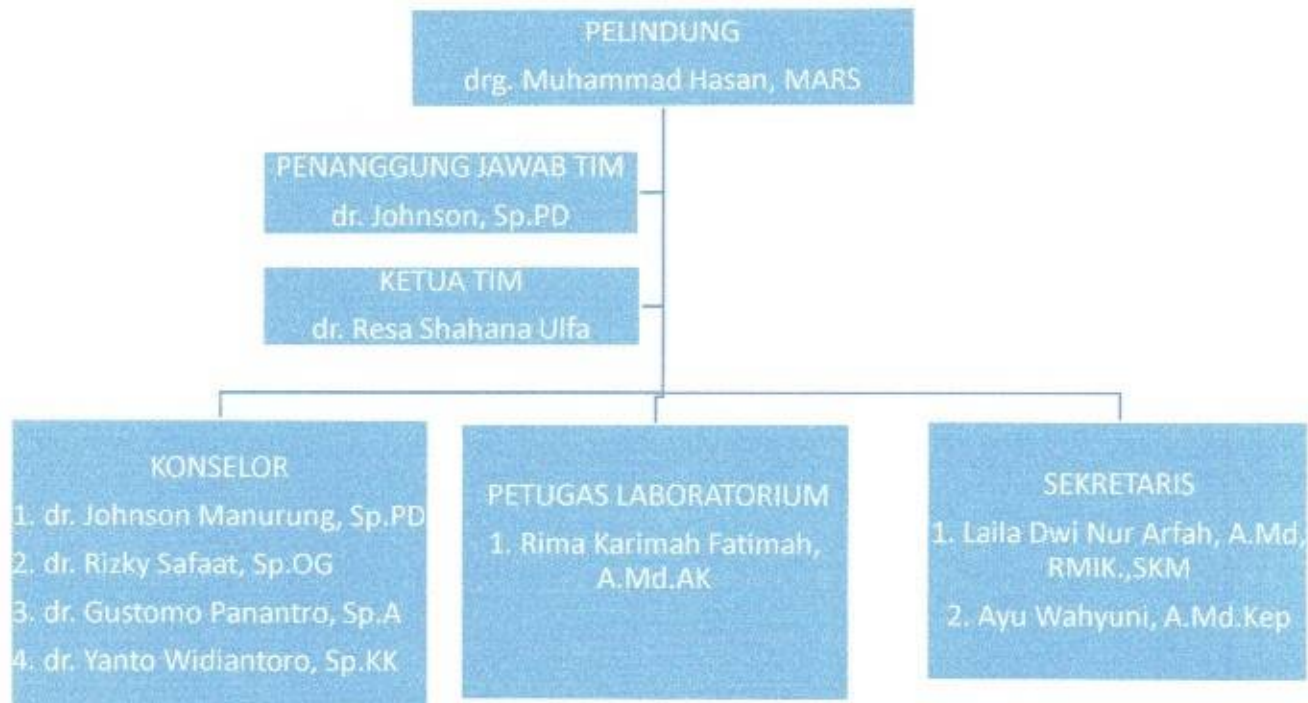 PELINDUNG
drg. Muhammad Hasan, MARS
PENANGGUNG JAWAB TIM
dr. Johnson, Sp.PD
KETUA TIM
dr. Resa Shahana Ulfa
KONSELOR
1. dr. Johnson Manurung, Sp.PD
2. dr. Rizky Safaat, Sp.OG
3. dr. Gustomo Panantro, Sp.A
4. dr. Yanto Widiantoro, Sp.KK
PETUGAS LABORATORIUM
1. Rima Karimah Fatimah,
A.Md.AK
SEKRETARIS
1. Laila Dwi Nur Arfah, A.Md,
RMIK.,SKM
2. Ayu Wahyuni, A.Md.Kep